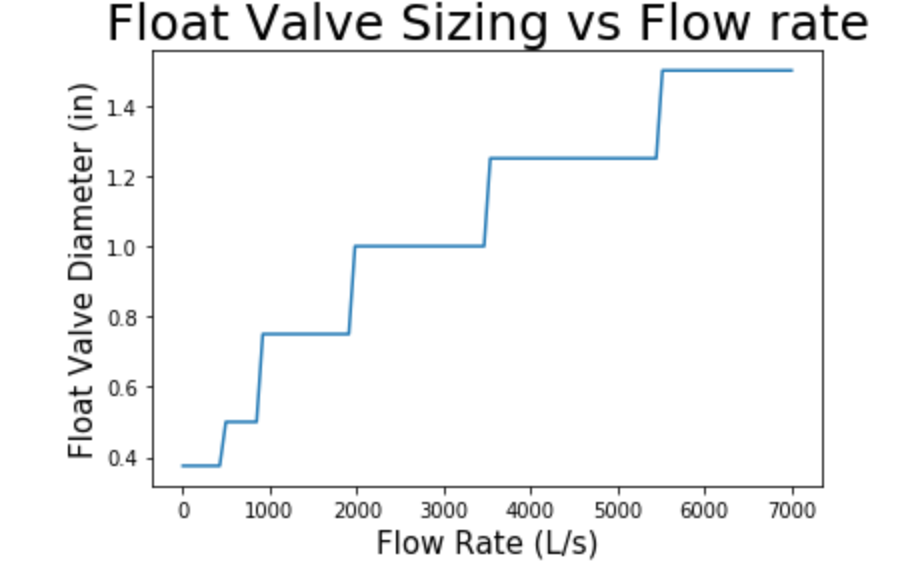 Float Valve Sizing vs Flow rate
Float Valve Diameter (in)
1.4
1.2
1.0
0.8
0.6
0.4
0 1000 2000 3000 4000 5000 6000 7000
Flow Rate (L/s)